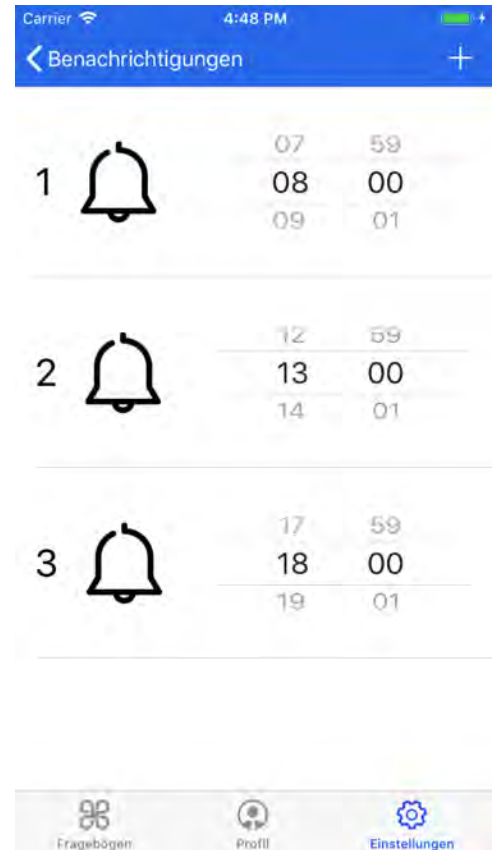 Carrier 4:48 PM
Benachrichtigungen +
07 59
1 08 00
09 01
12 59
2 13 00
14 01
17 59
3 18 00
19 01
Fragebögen Profil Einstellungen